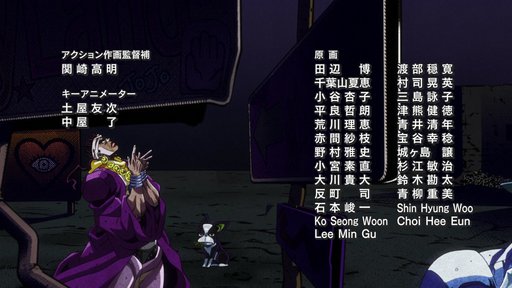 アクション作画監督補
関崎高明
キーアニメーター
土屋友次
中屋 了
原画
田辺 博
千葉山夏恵
小谷杏子
平良哲朗
荒川理恵
赤間紗枝
野村雅史
小宮素直
大川貴大
反町 司
石本峻一
Ko Seong Woon
Lee Min Gu
渡部穏寛
村司晃英
三島詠子
津熊健徳
青井清年
宝谷幸稔
城ヶ島 譲
杉江敏治
鈴木勘太
青柳重美
Shin Hyung Woo
Choi Hee Eun